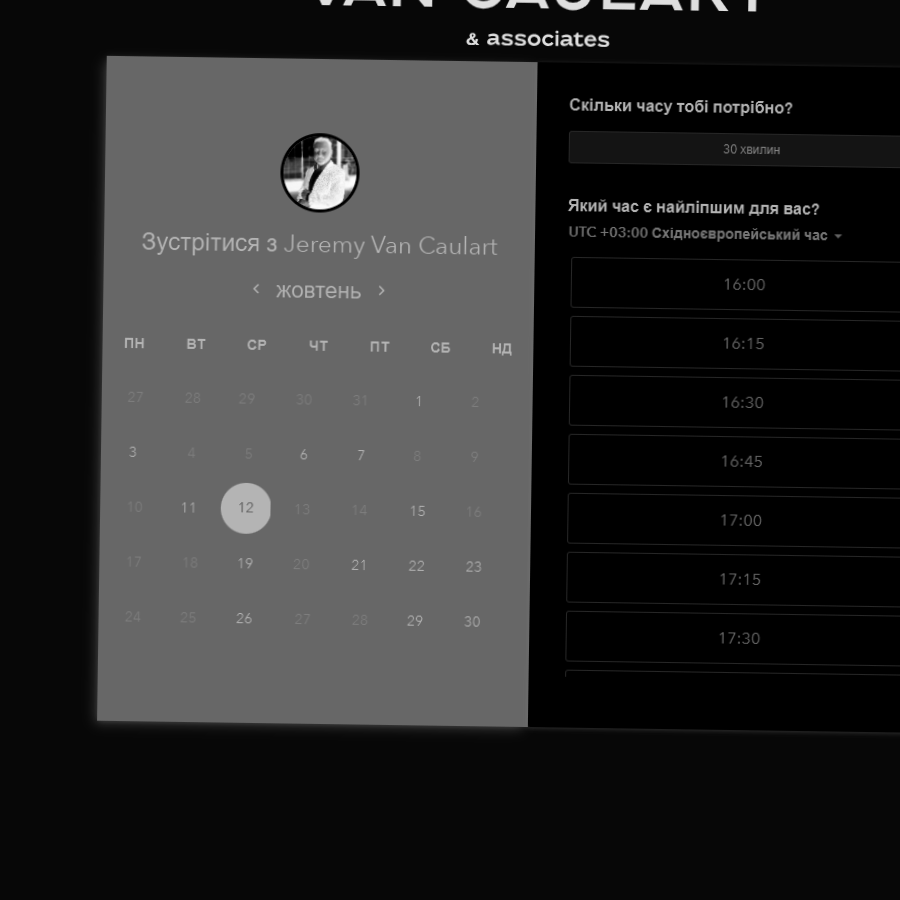 VAN CAULART
& associates
Зустрітися з Jeremy Van Caulart
жовтень
ПН ВТ СР ЧТ ПТ СБ НД
27 28 29 30 31 1 2
3 4 5 6 7 8 9
10 11 12 13 14 15 16
17 18 19 20 21 22 23
24 25 26 27 28 29 30
Скільки часу тобі потрібно?
30 хвилин
Який час є найліпшим для вас?
UTC +03:00 Східноєвропейський час
16:00
16:15
16:30
16:45
17:00
17:15
17:30